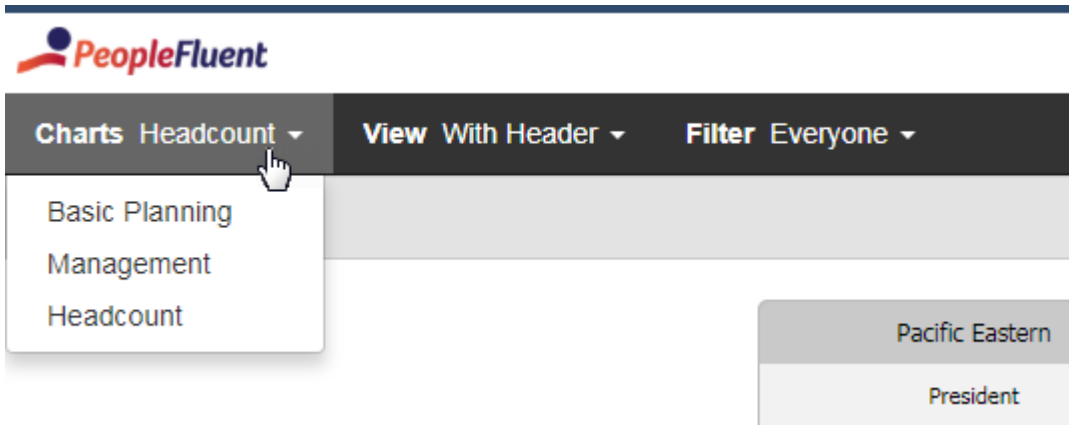 PeopleFluent
Charts Headcount View With Header Filter Everyone
Basic Planning
Management
Headcount
Pacific Eastern
President